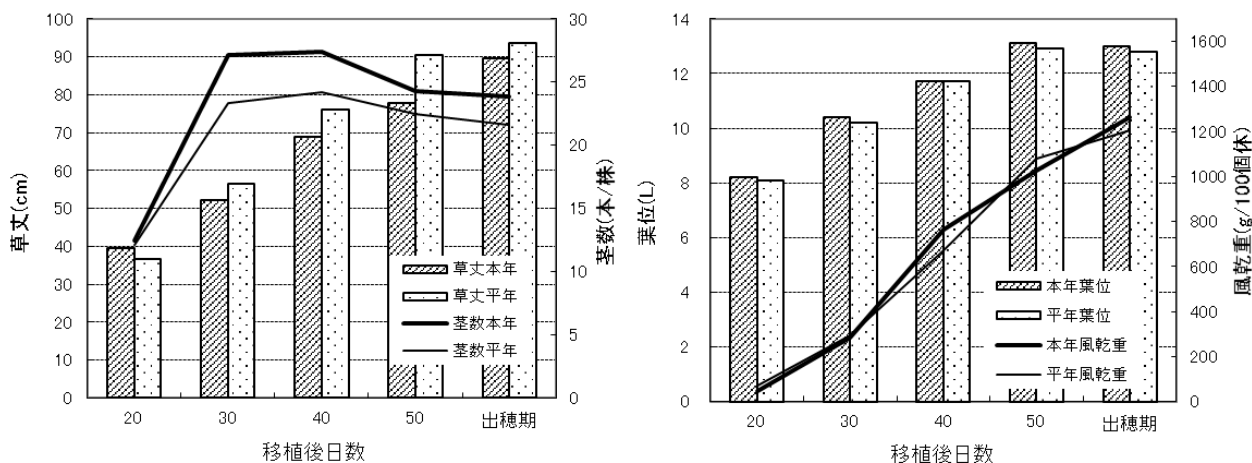 100
90
80
70
60
50
40
30
20
10
0
草丈(cm)
30
25
20
15
10
5
0
茎数(本/株)
草丈本年
草丈平年
茎数本年
茎数平年
20 30 40 50 出穂期
移植後日数
14
12
10
8
6
4
2
0
葉位(L)
1600
1400
1200
1000
800
600
400
200
0
風乾重(g/100個体)
本年葉位
平年葉位
本年風乾重
平年風乾重
20 30 40 50 出穂期
移植後日数